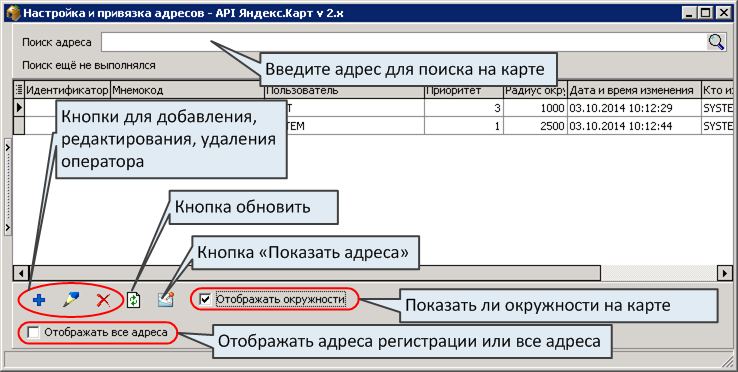 Настройка и привязка адресов - API Яндекс.Карт v 2.x
Поиск адреса
Поиск ещё не выполнялся
Введите адрес для поиска на карте
Идентификатор Мнемокод Пользователь Приоритет Радиус окру Дата и время изменения Кто из
T 3 1000 03.10.2014 10:12:29 SYSTE
TEM 1 2500 03.10.2014 10:12:44 SYSTE
Кнопки для добавления,
редактирования, удаления
оператора
Кнопка обновить
Кнопка «Показать адреса»
Отображать окружности
Показать ли окружности на карте
Отображать все адреса
Отображать адреса регистрации или все адреса